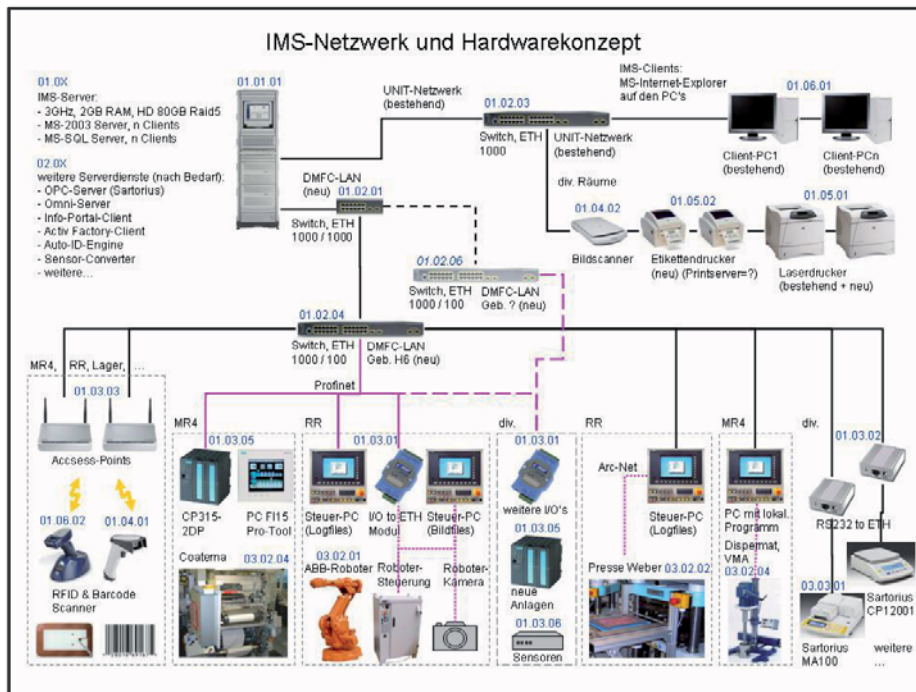 IMS-Netzwerk und Hardwarekonzept
01.0X
IMS-Server:
- 3GHz, 2GB RAM, HD 80GB Raid5
- MS-2003 Server, n Clients
- MS-SQL Server, n Clients
02.0X
weitere Serverdienste (nach Bedarf):
- OPC-Server (Sartorius)
- Omni-Server
- Info-Portal-Client
- Activ Factory-Client
- Auto-ID-Engine
- Sensor-Converter
- weitere...
01.01.01
UNIT-Netzwerk
(bestehend)
01.02.03
Switch, ETH
1000
UNIT-Netzwerk
(bestehend)
IMS-Clients:
MS-Internet-Explorer
auf den PC's
01.06.01
Client-PC1
(bestehend)
Client-PCn
(bestehend)
DMFC-LAN
(neu)
01.02.01
Switch, ETH
1000 / 1000
div. Räume
01.04.02
Bildscanner
01.05.02
Etikettendrucker
(neu) (Printserver=?)
01.05.01
Laserdrucker
(bestehend + neu)
01.02.06
Switch, ETH
1000 / 100
DMFC-LAN
Geb. ? (neu)
01.02.04
Switch, ETH
1000 / 100
DMFC-LAN
Geb. H6 (neu)
Profinet
MR4, RR, Lager, ...
01.03.03
Accsess-Points
01.06.02
01.04.01
RFID & Barcode
Scanner
MR4
01.03.05
CP315-
2DP
PC FI15
Pro-Tool
Coaterna
03.02.04
RR
01.03.01
Steuer-PC
(Logfiles)
I/O to ETH
Modul
Steuer-PC
(Bildfiles)
03.02.01
ABB-Roboter
Roboter-
Steuerung
Roboter-
Kamera
div.
01.03.01
weitere I/O's
01.03.05
neue
Anlagen
01.03.06
Sensoren
RR
Arc-Net
Steuer-PC
(Logfiles)
Presse Weber
03.02.02
MR4
PC mit lokal.
Programm
Dispermat,
VMA
03.02.04
div.
01.03.02
RS232 to ETH
Sartorius
CP12001
03.03.01
Sartorius
MA100
weitere
...